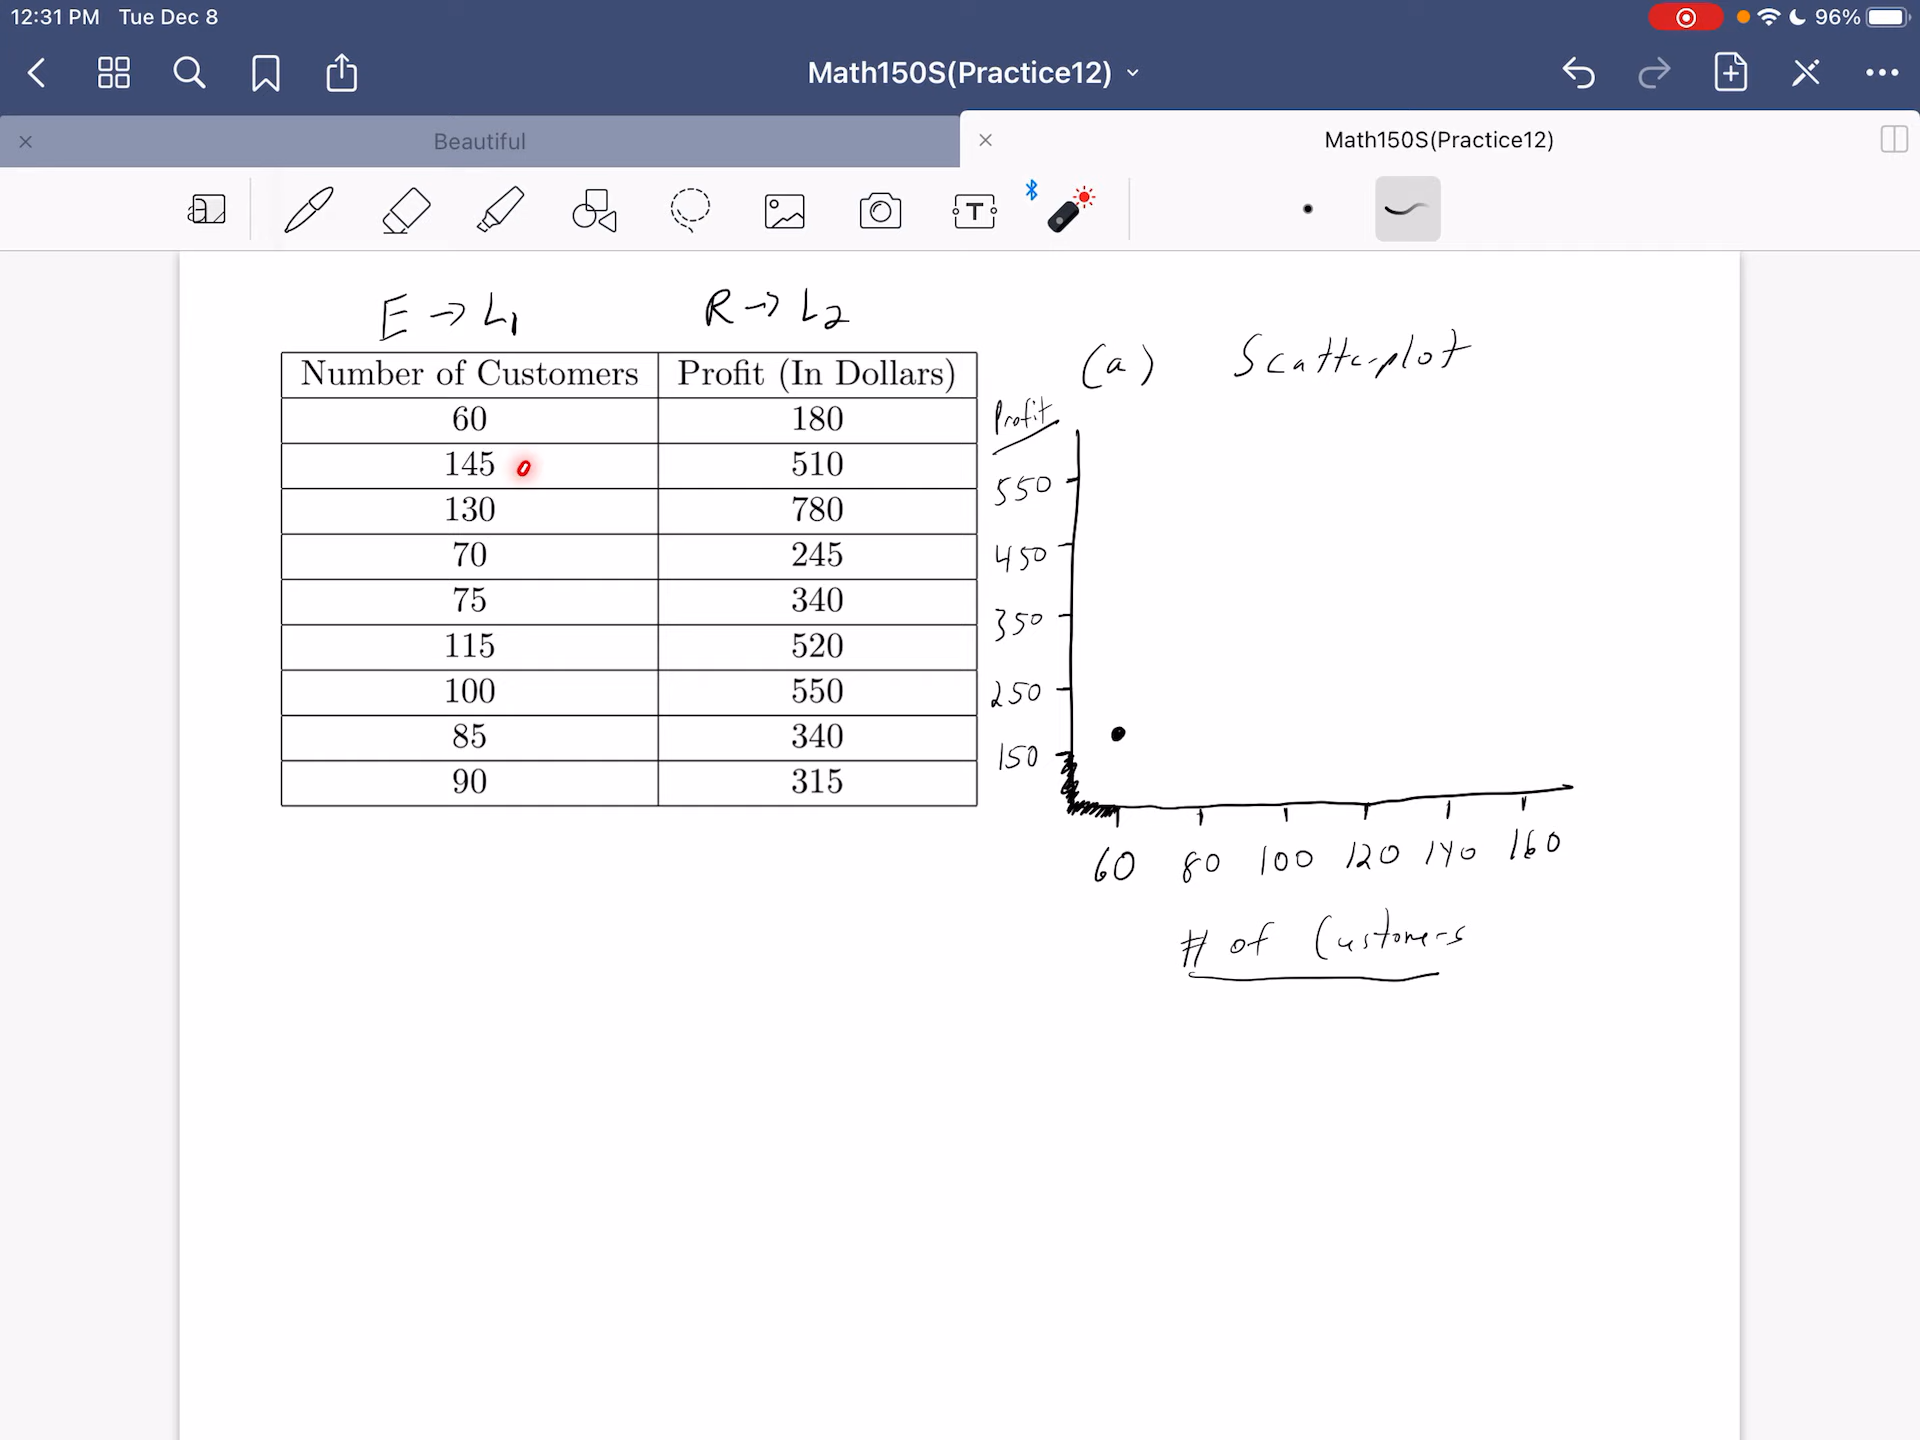 12:31 PM Tue Dec 8
96%
Math150S(Practice12)
Beautiful
Math150S(Practice12)
T
E → L1
R → L2
Number of Customers Profit (In Dollars)
60 180
145 510
130 780
70 245
75 340
115 520
100 550
85 340
90 315
(a) Scatterplot
Profit
550
450
350
250
150
60 80 100 120 140 160
# of Customers